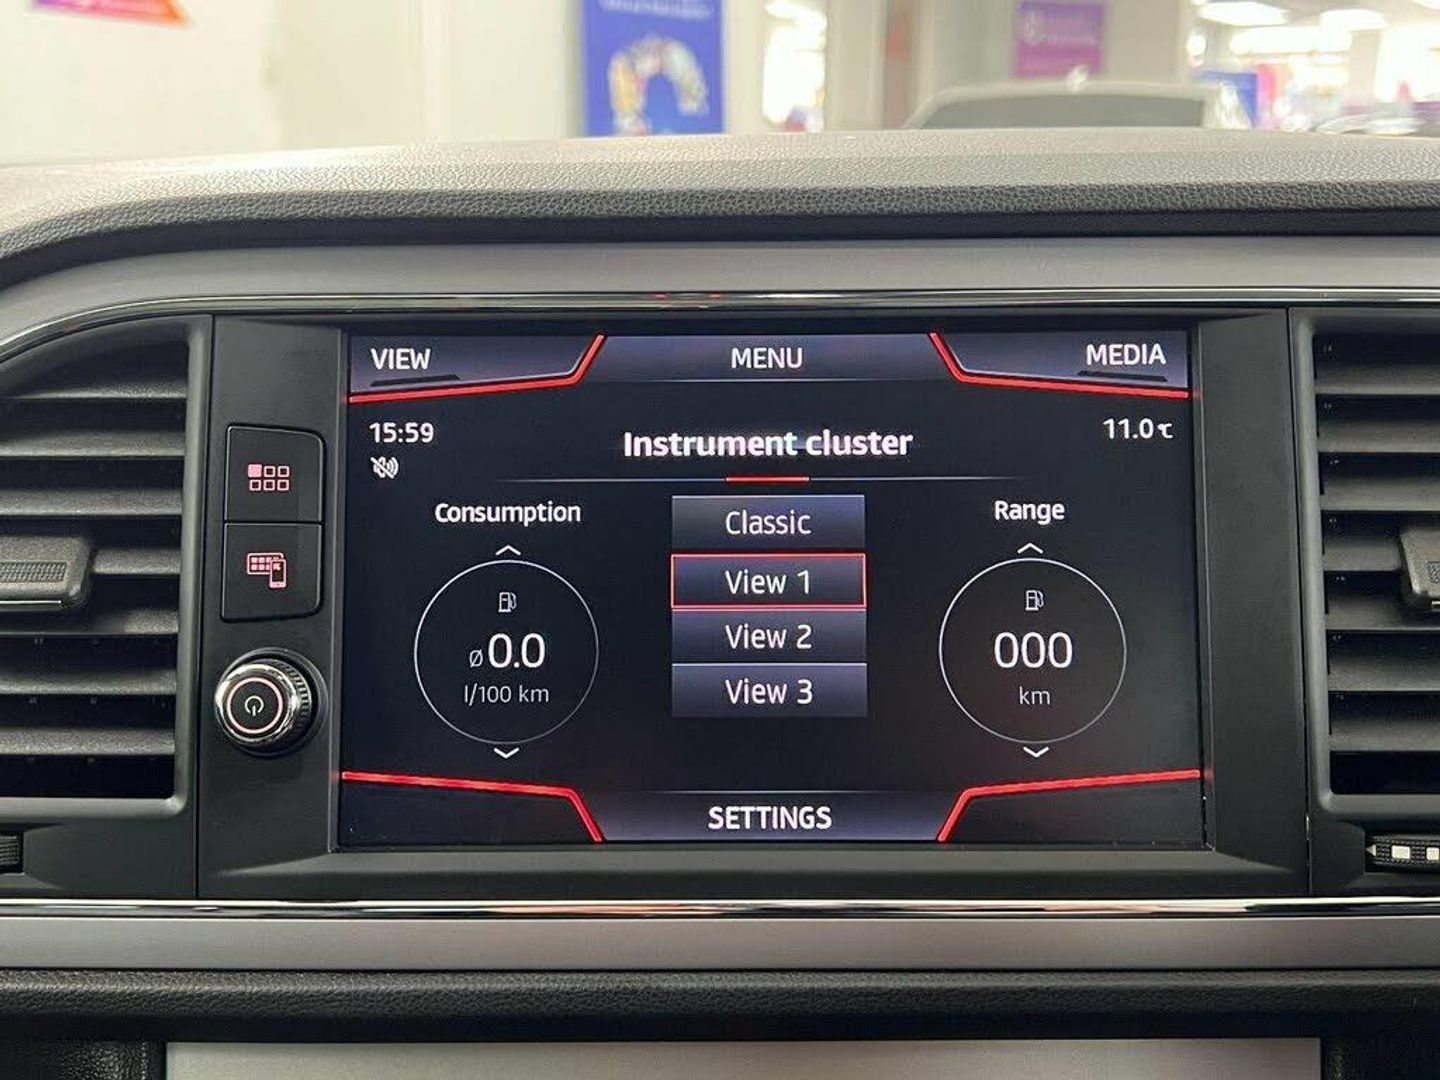 VIEW MENU MEDIA
15:59 11.0℃
Instrument cluster
Consumption Range
Classic
View 1
View 2
View 3
ø0.0
l/100 km
000
km
SETTINGS